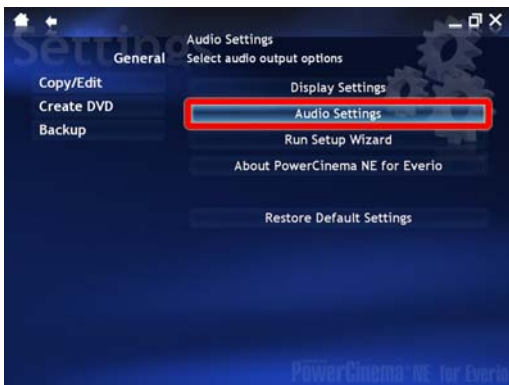 Settings
Audio Settings
General
Select audio output options
Copy/Edit
Create DVD
Backup
Display Settings
Audio Settings
Run Setup Wizard
About PowerCinema NE for Everio
Restore Default Settings
PowerCinema NE for Everio